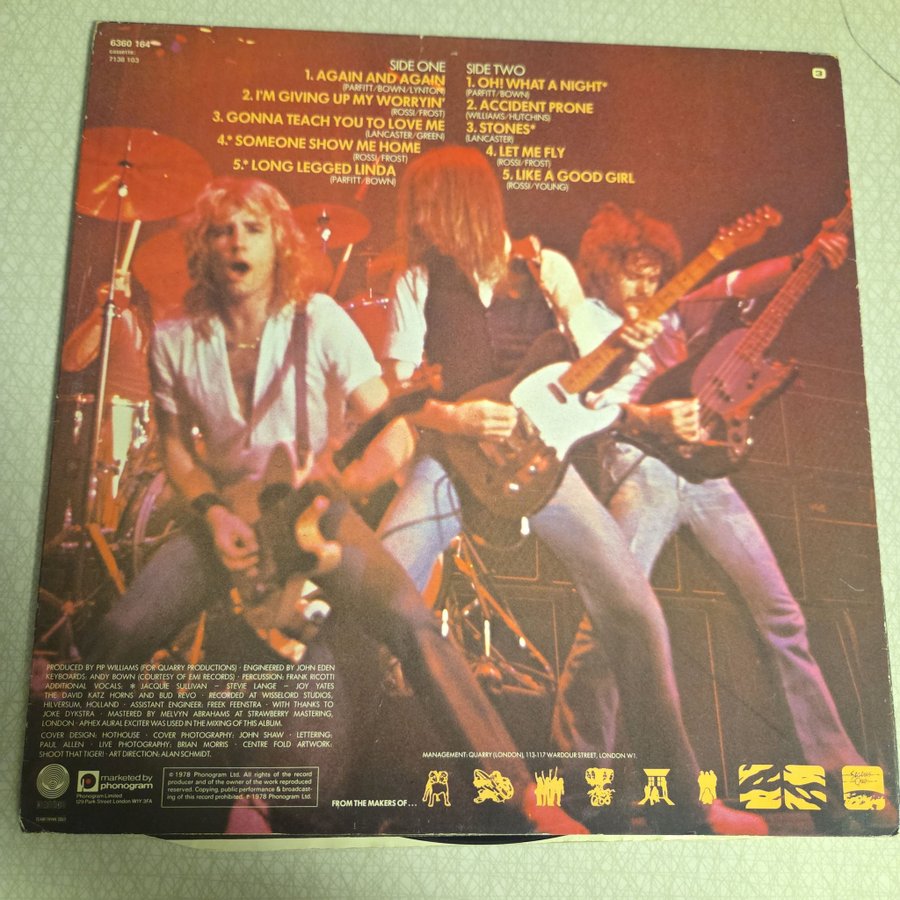 6360 164
cassette:
7138 103
3
SIDE ONE
1. AGAIN AND AGAIN
(PARFITT/BOWN/LYNTON)
2. I'M GIVING UP MY WORRYIN'
(ROSSI/FROST)
3. GONNA TEACH YOU TO LOVE ME
(LANCASTER/GREEN)
4.* SOMEONE SHOW ME HOME
(ROSSI/FROST)
5.* LONG LEGGED LINDA
(PARFITT/BOWN)
SIDE TWO
1. OH! WHAT A NIGHT*
(PARFITT/BOWN)
2. ACCIDENT PRONE
(WILLIAMS/HUTCHINS)
3. STONES*
(LANCASTER)
4. LET ME FLY
(ROSSI/FROST)
5. LIKE A GOOD GIRL
(ROSSI/YOUNG)
PRODUCED BY PIP WILLIAMS (FOR QUARRY PRODUCTIONS) · ENGINEERED BY JOHN EDEN
KEYBOARDS: ANDY BOWN (COURTESY OF EMI RECORDS) · PERCUSSION: FRANK RICOTTI
ADDITIONAL VOCALS: * JACQUIE SULLIVAN – STEVIE LANGE – JOY YATES
THE DAVID KATZ HORNS AND BUD REVO · RECORDED AT WISSELORD STUDIOS,
HILVERSUM, HOLLAND · ASSISTANT ENGINEER: FREEK FEENSTRA · WITH THANKS TO
JOKE DYKSTRA · MASTERED BY MELVYN ABRAHAMS AT STRAWBERRY MASTERING,
LONDON · APHEX AURAL EXCITER WAS USED IN THE MIXING OF THIS ALBUM.
COVER DESIGN: HOTHOUSE · COVER PHOTOGRAPHY: JOHN SHAW · LETTERING:
PAUL ALLEN · LIVE PHOTOGRAPHY: BRIAN MORRIS · CENTRE FOLD ARTWORK:
SHOOT THAT TIGER! · ART DIRECTION: ALAN SCHMIDT.
MANAGEMENT: QUARRY (LONDON), 113-117 WARDOUR STREET, LONDON W1.
marketed by
phonogram
Phonogram Limited
129 Park Street London W1Y 3FA
© 1978 Phonogram Ltd. All rights of the record
producer and of the owner of the work reproduced
reserved. Copying, public performance & broadcast-
ing of this record prohibited. ℗ 1978 Phonogram Ltd.
FROM THE MAKERS OF . . .